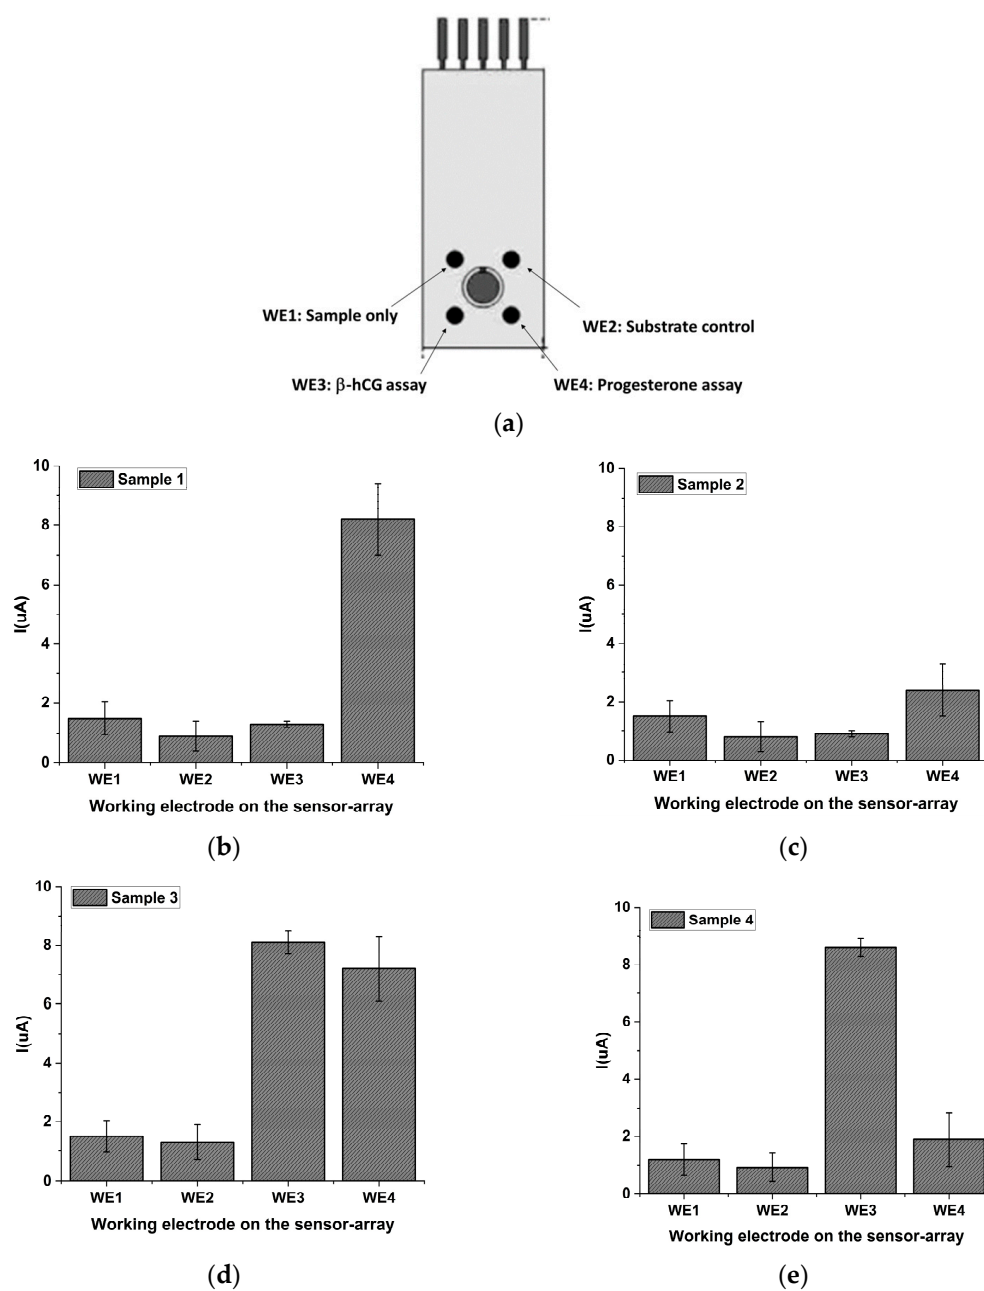 WE1: Sample only
WE2: Substrate control
WE3: β-hCG assay
WE4: Progesterone assay
(a)
10
8
6
4
2
0
I(uA)
Sample 1
WE1 WE2 WE3 WE4
Working electrode on the sensor-array
(b)
10
8
6
4
2
0
I(uA)
Sample 2
WE1 WE2 WE3 WE4
Working electrode on the sensor-array
(c)
10
8
6
4
2
0
I(uA)
Sample 3
WE1 WE2 WE3 WE4
Working electrode on the sensor-array
(d)
10
8
6
4
2
0
I(uA)
Sample 4
WE1 WE2 WE3 WE4
Working electrode on the sensor-array
(e)